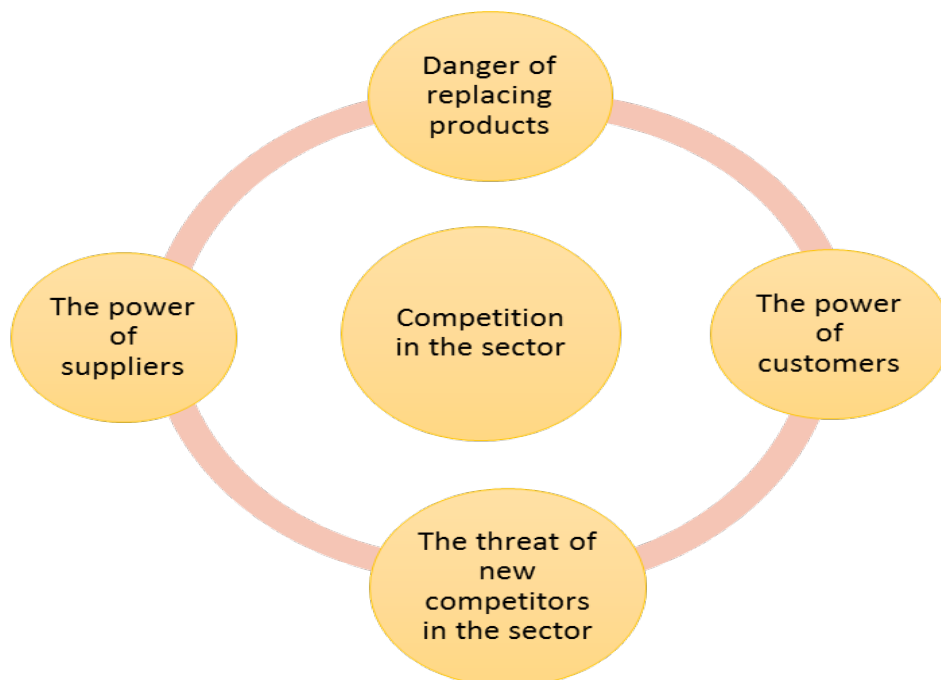 Danger of
replacing
products
The power
of
suppliers
Competition
in the sector
The power
of
customers
The threat of
new
competitors
in the sector